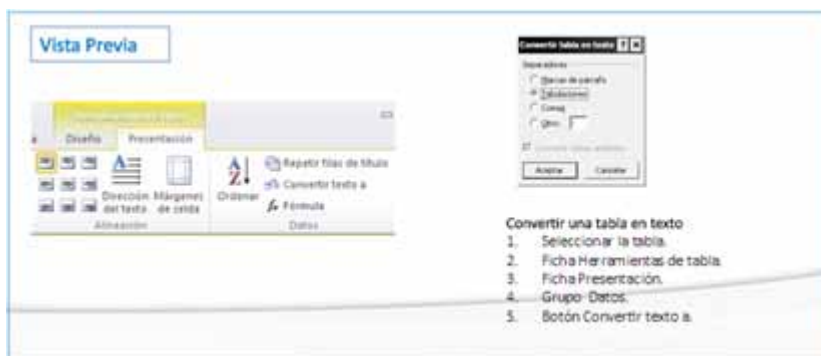 Vista Previa
Diseño Presentación
Dirección del texto
Márgenes de celda
Ordenar
Repetir filas de título
Convertir texto a
Fórmula
Alineación
Datos
Convertir tabla en texto
Separadores
Marcas de párrafo
Tabulaciones
Comas
Otro:
Aceptar Cancelar
Convertir una tabla en texto
1. Seleccionar la tabla.
2. Ficha Herramientas de tabla.
3. Ficha Presentación.
4. Grupo Datos.
5. Botón Convertir texto a.